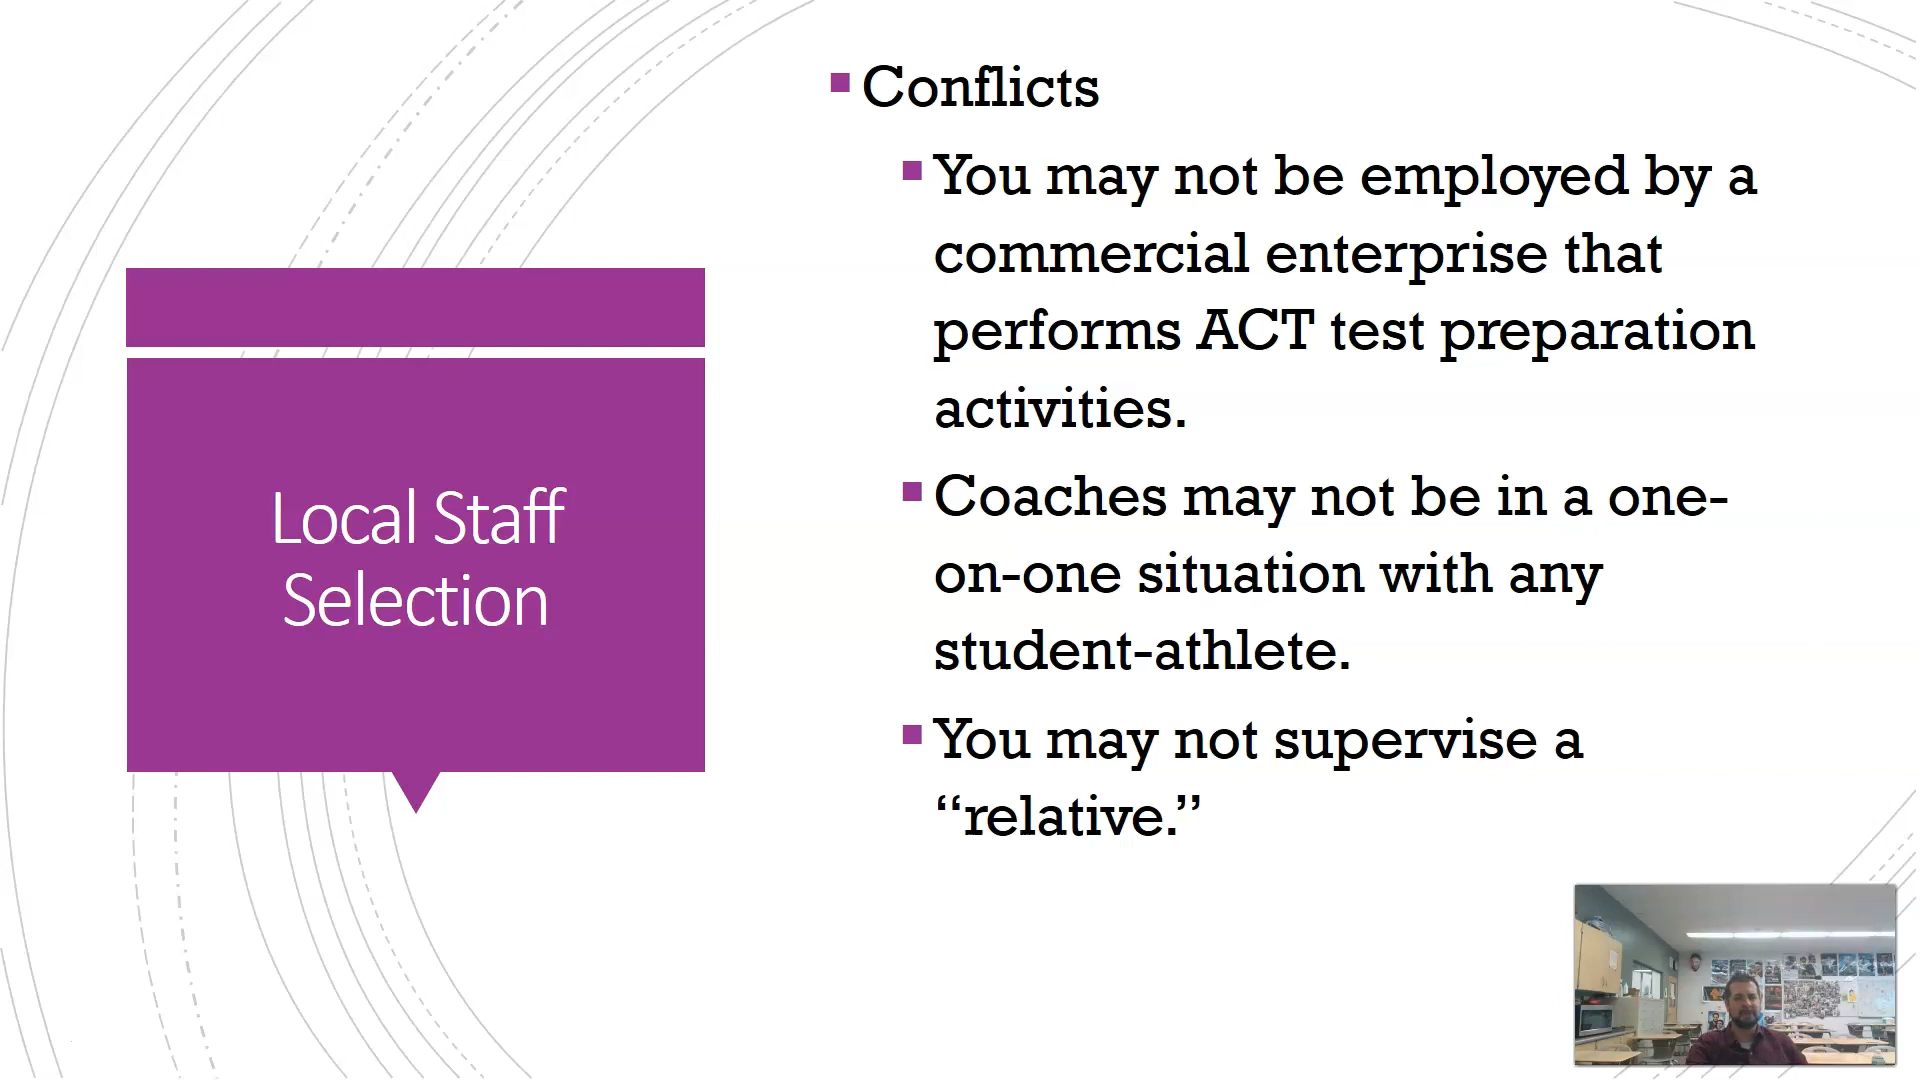 Local Staff
Selection
Conflicts
You may not be employed by a
commercial enterprise that
performs ACT test preparation
activities.
Coaches may not be in a one-
on-one situation with any
student-athlete.
You may not supervise a
“relative.”